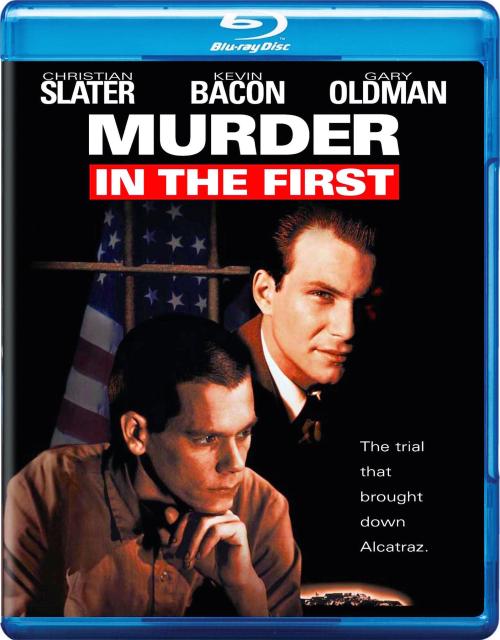 Blu-ray Disc
CHRISTIAN KEVIN GARY
SLATER BACON OLDMAN
MURDER
IN THE FIRST
The trial
that
brought
down
Alcatraz.